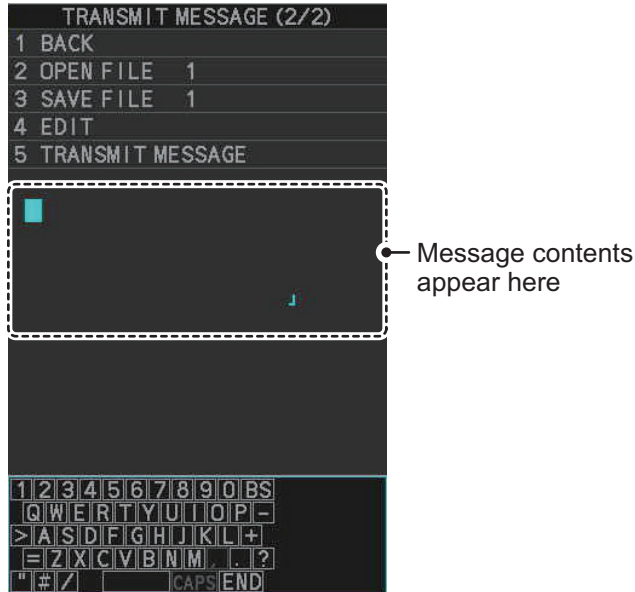 TRANSMIT MESSAGE (2/2)
1 BACK
2 OPEN FILE 1
3 SAVE FILE 1
4 EDIT
5 TRANSMIT MESSAGE
Message contents
appear here
1 2 3 4 5 6 7 8 9 0 BS
Q W E R T Y U I O P -
> A S D F G H J K L +
= Z X C V B N M , . ?
" # / CAPS END